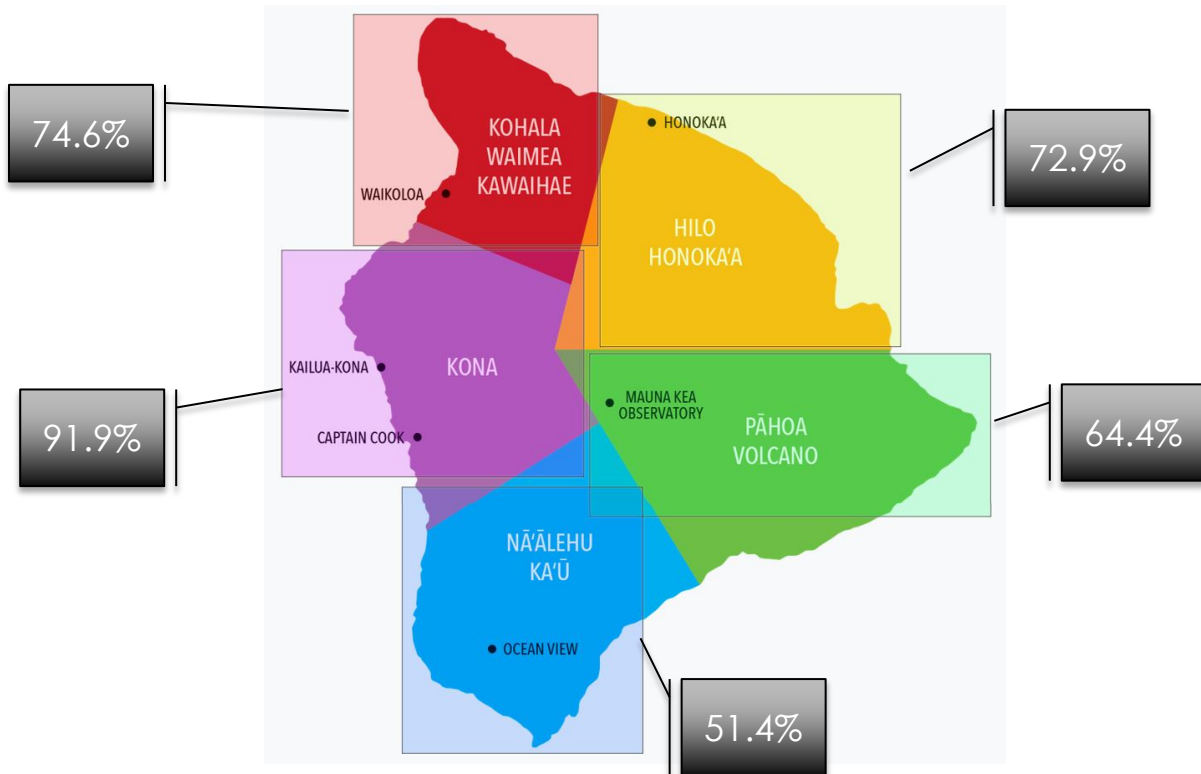 74.6%
KOHALA
WAIMEA
KAWAIHAE
WAIKOLOA
HONOKA‘A
72.9%
HILO
HONOKA‘A
KAILUA-KONA
KONA
CAPTAIN COOK
91.9%
MAUNA KEA
OBSERVATORY
PĀHOA
VOLCANO
64.4%
NĀ‘ĀLEHU
KA‘Ū
OCEAN VIEW
51.4%